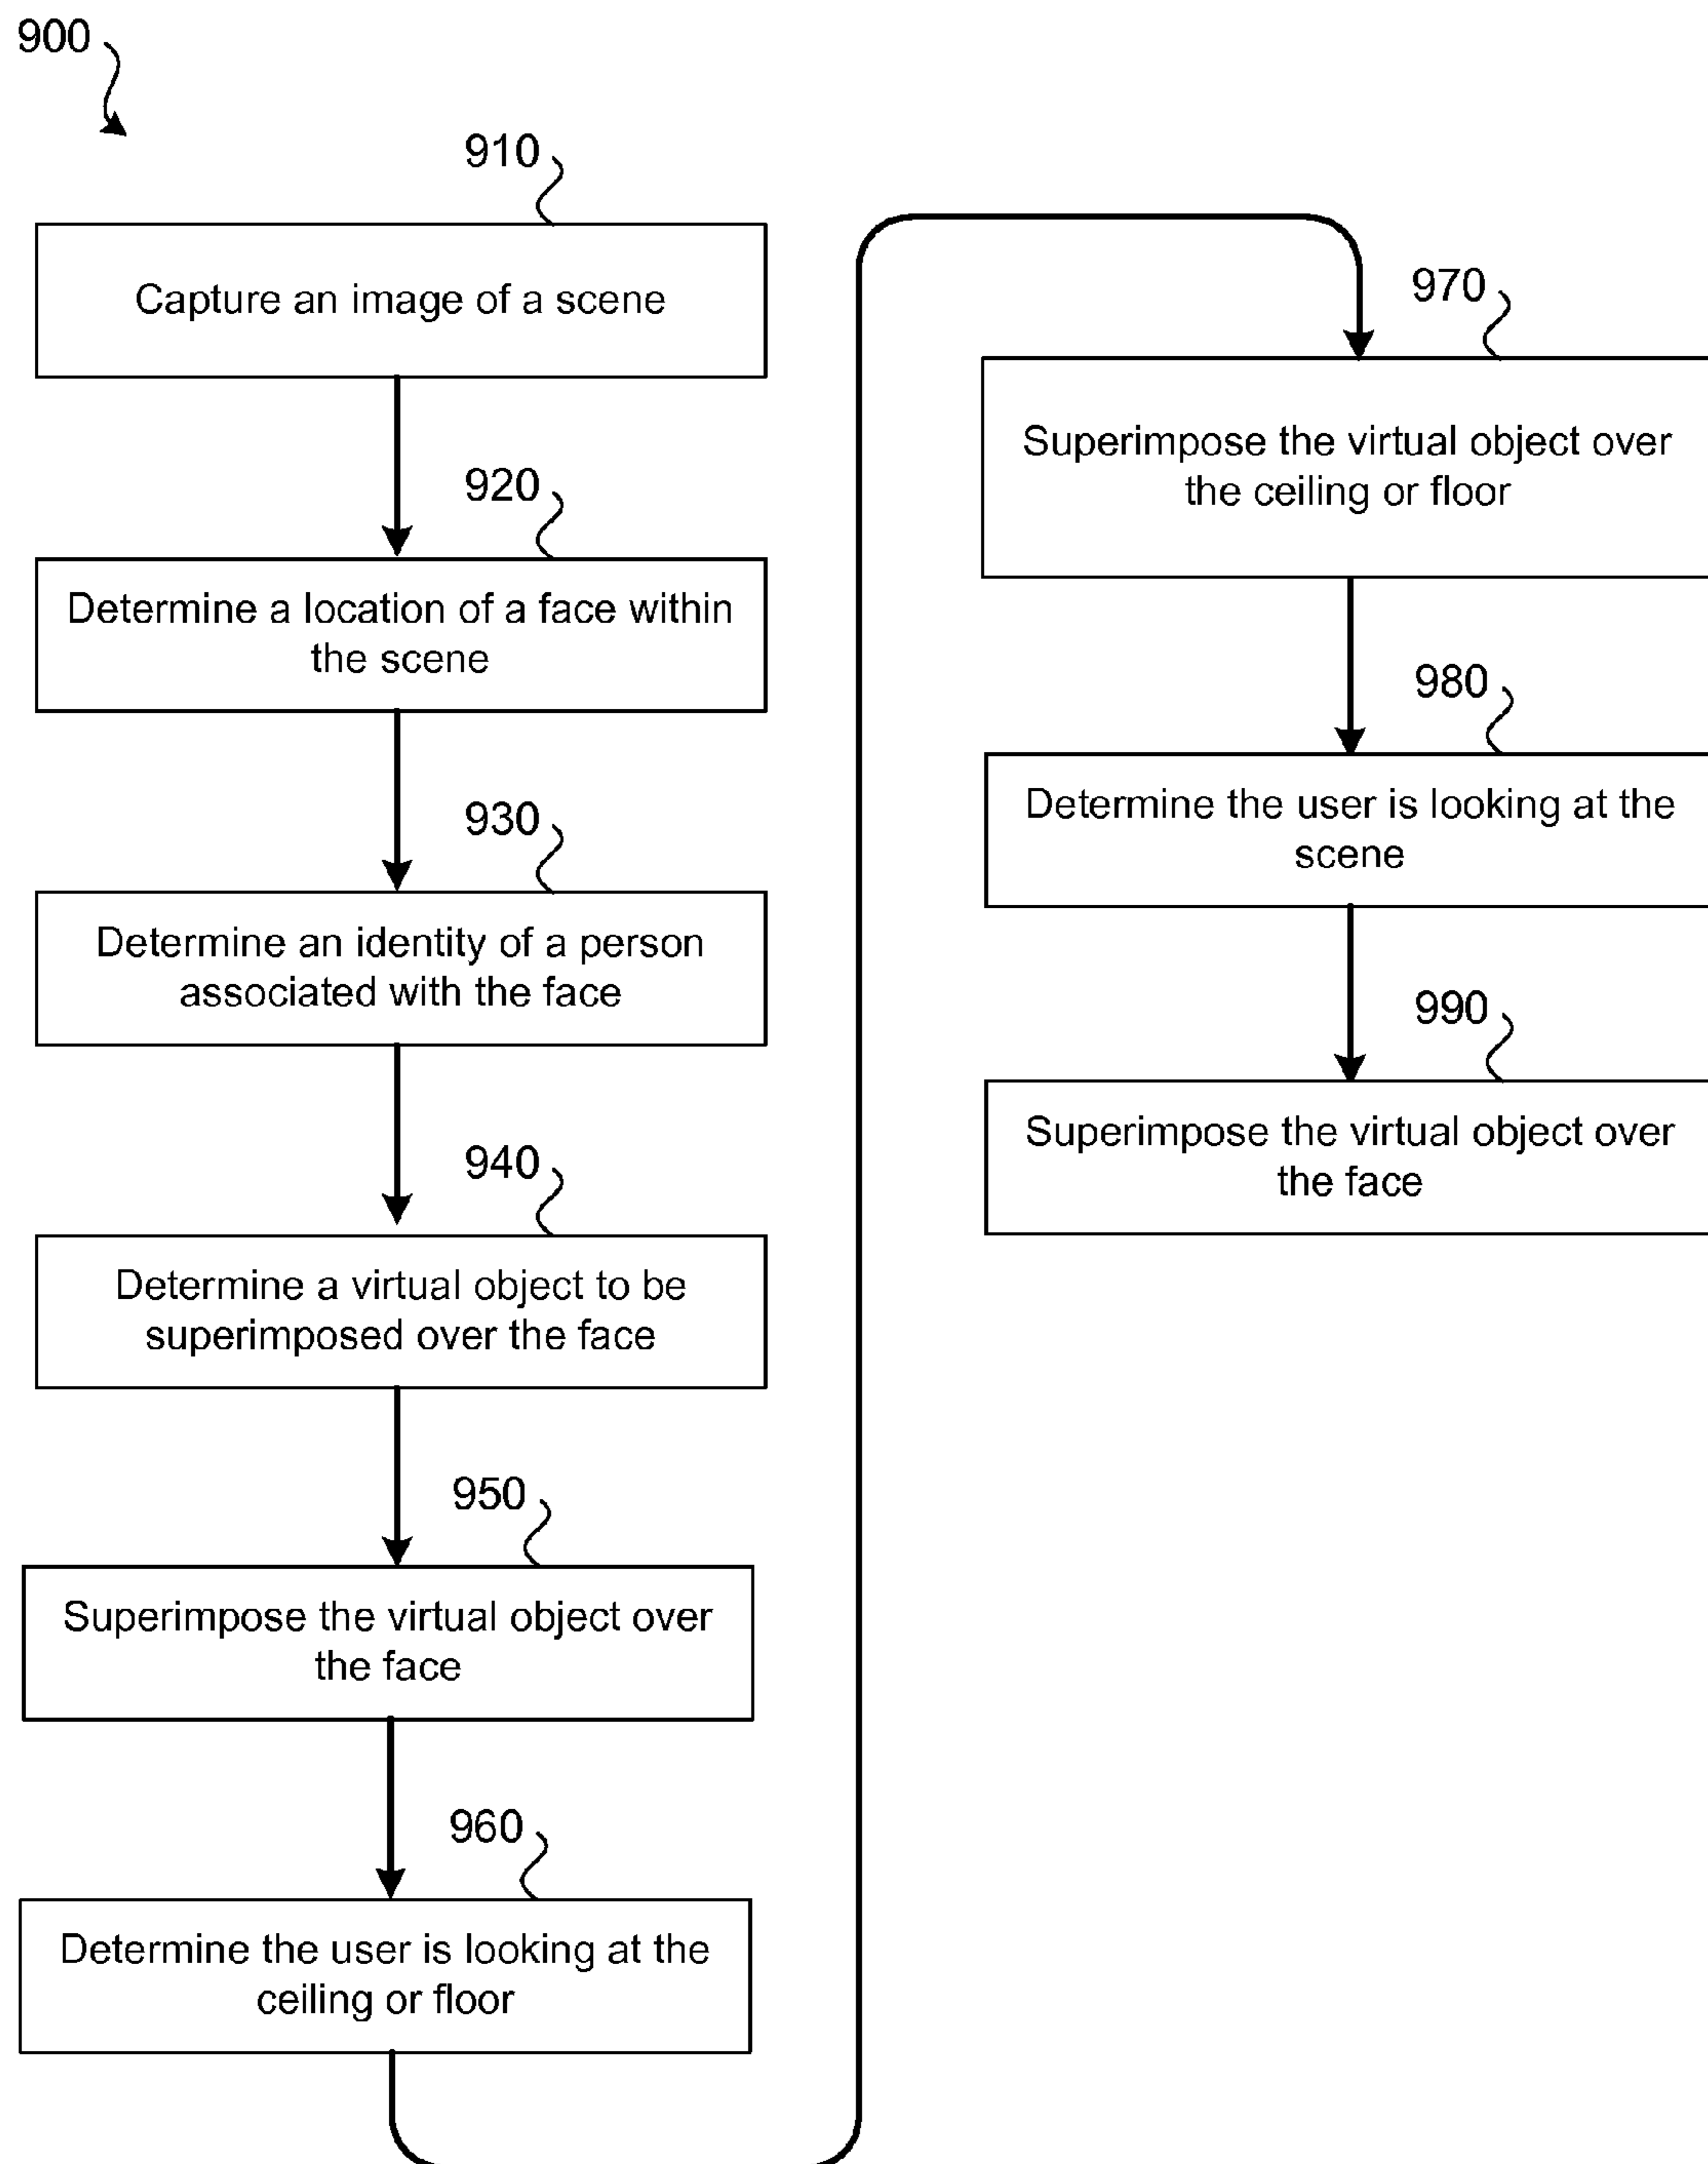 900
910
Capture an image of a scene
920
Determine a location of a face within
the scene
930
Determine an identity of a person
associated with the face
940
Determine a virtual object to be
superimposed over the face
950
Superimpose the virtual object over
the face
960
Determine the user is looking at the
ceiling or floor
970
Superimpose the virtual object over
the ceiling or floor
980
Determine the user is looking at the
scene
990
Superimpose the virtual object over
the face